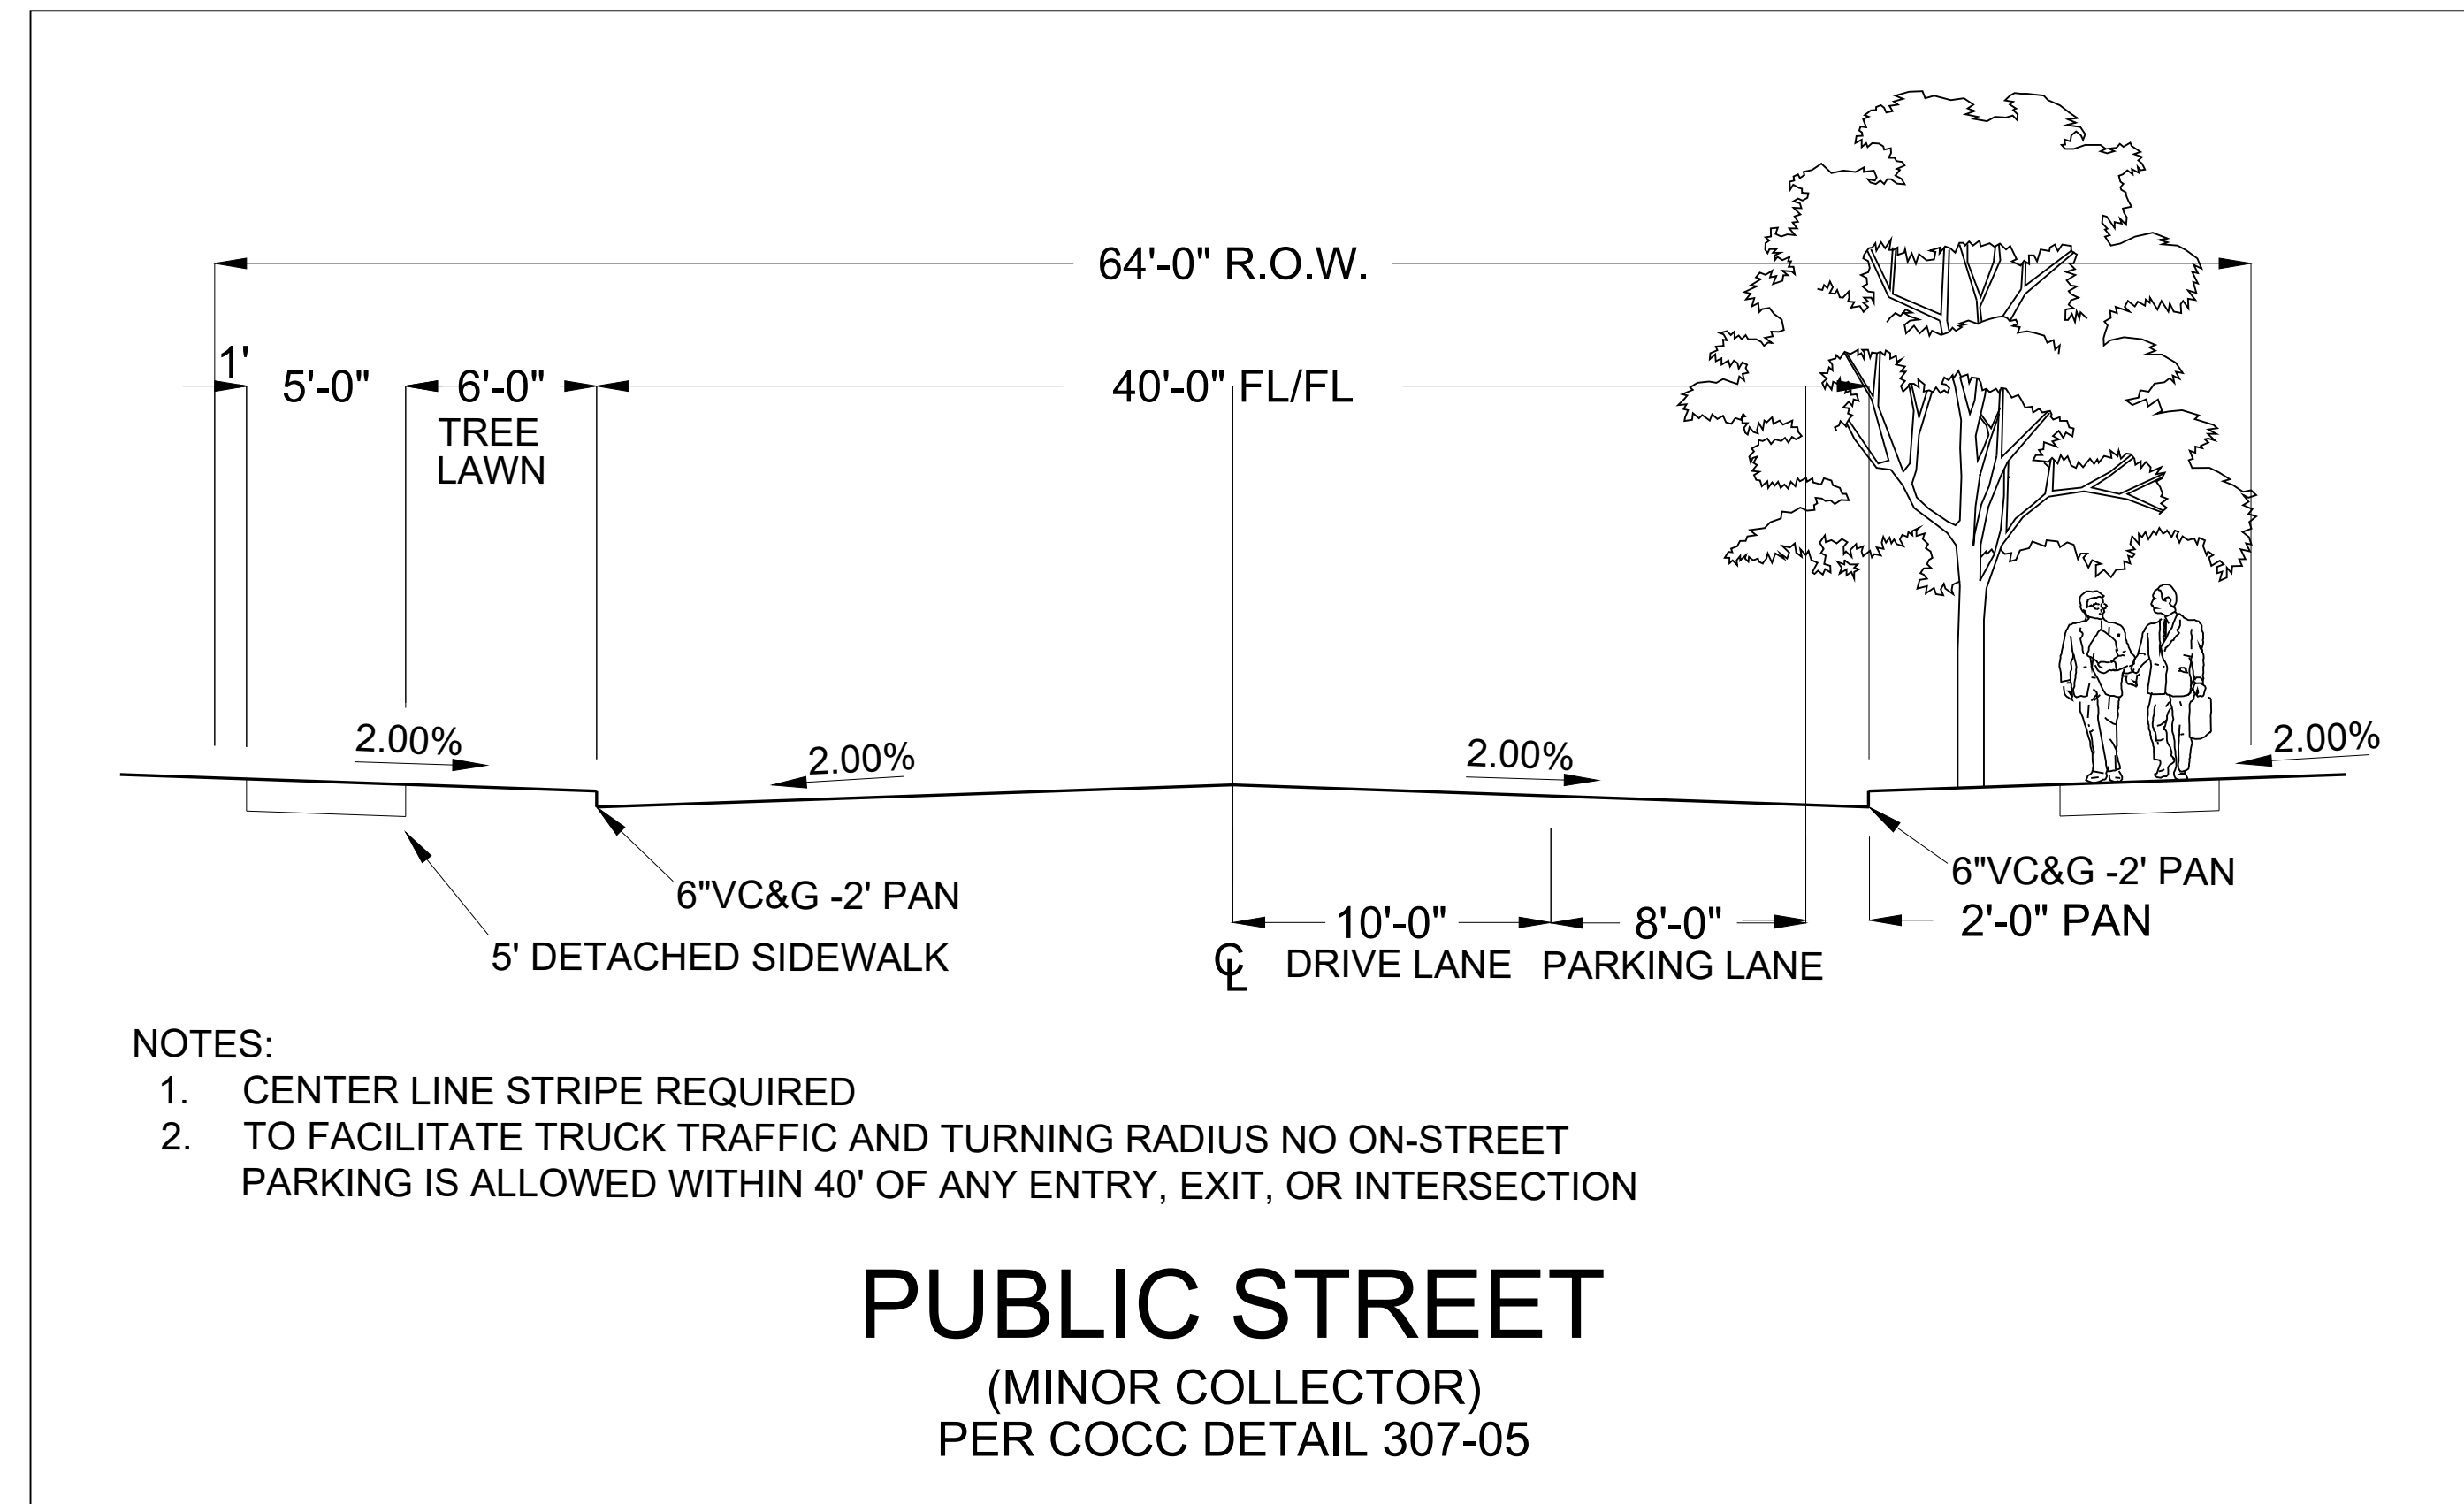 64'-0" R.O.W.
1'
5'-0"
6'-0"
TREE
LAWN
40'-0" FL/FL
2.00%
2.00%
2.00%
2.00%
6"VC&G -2' PAN
6"VC&G -2' PAN
5' DETACHED SIDEWALK
10'-0"
8'-0"
2'-0" PAN
CL
DRIVE LANE
PARKING LANE
NOTES:
1. CENTER LINE STRIPE REQUIRED
2. TO FACILITATE TRUCK TRAFFIC AND TURNING RADIUS NO ON-STREET
PARKING IS ALLOWED WITHIN 40' OF ANY ENTRY, EXIT, OR INTERSECTION
PUBLIC STREET
(MINOR COLLECTOR)
PER COCC DETAIL 307-05